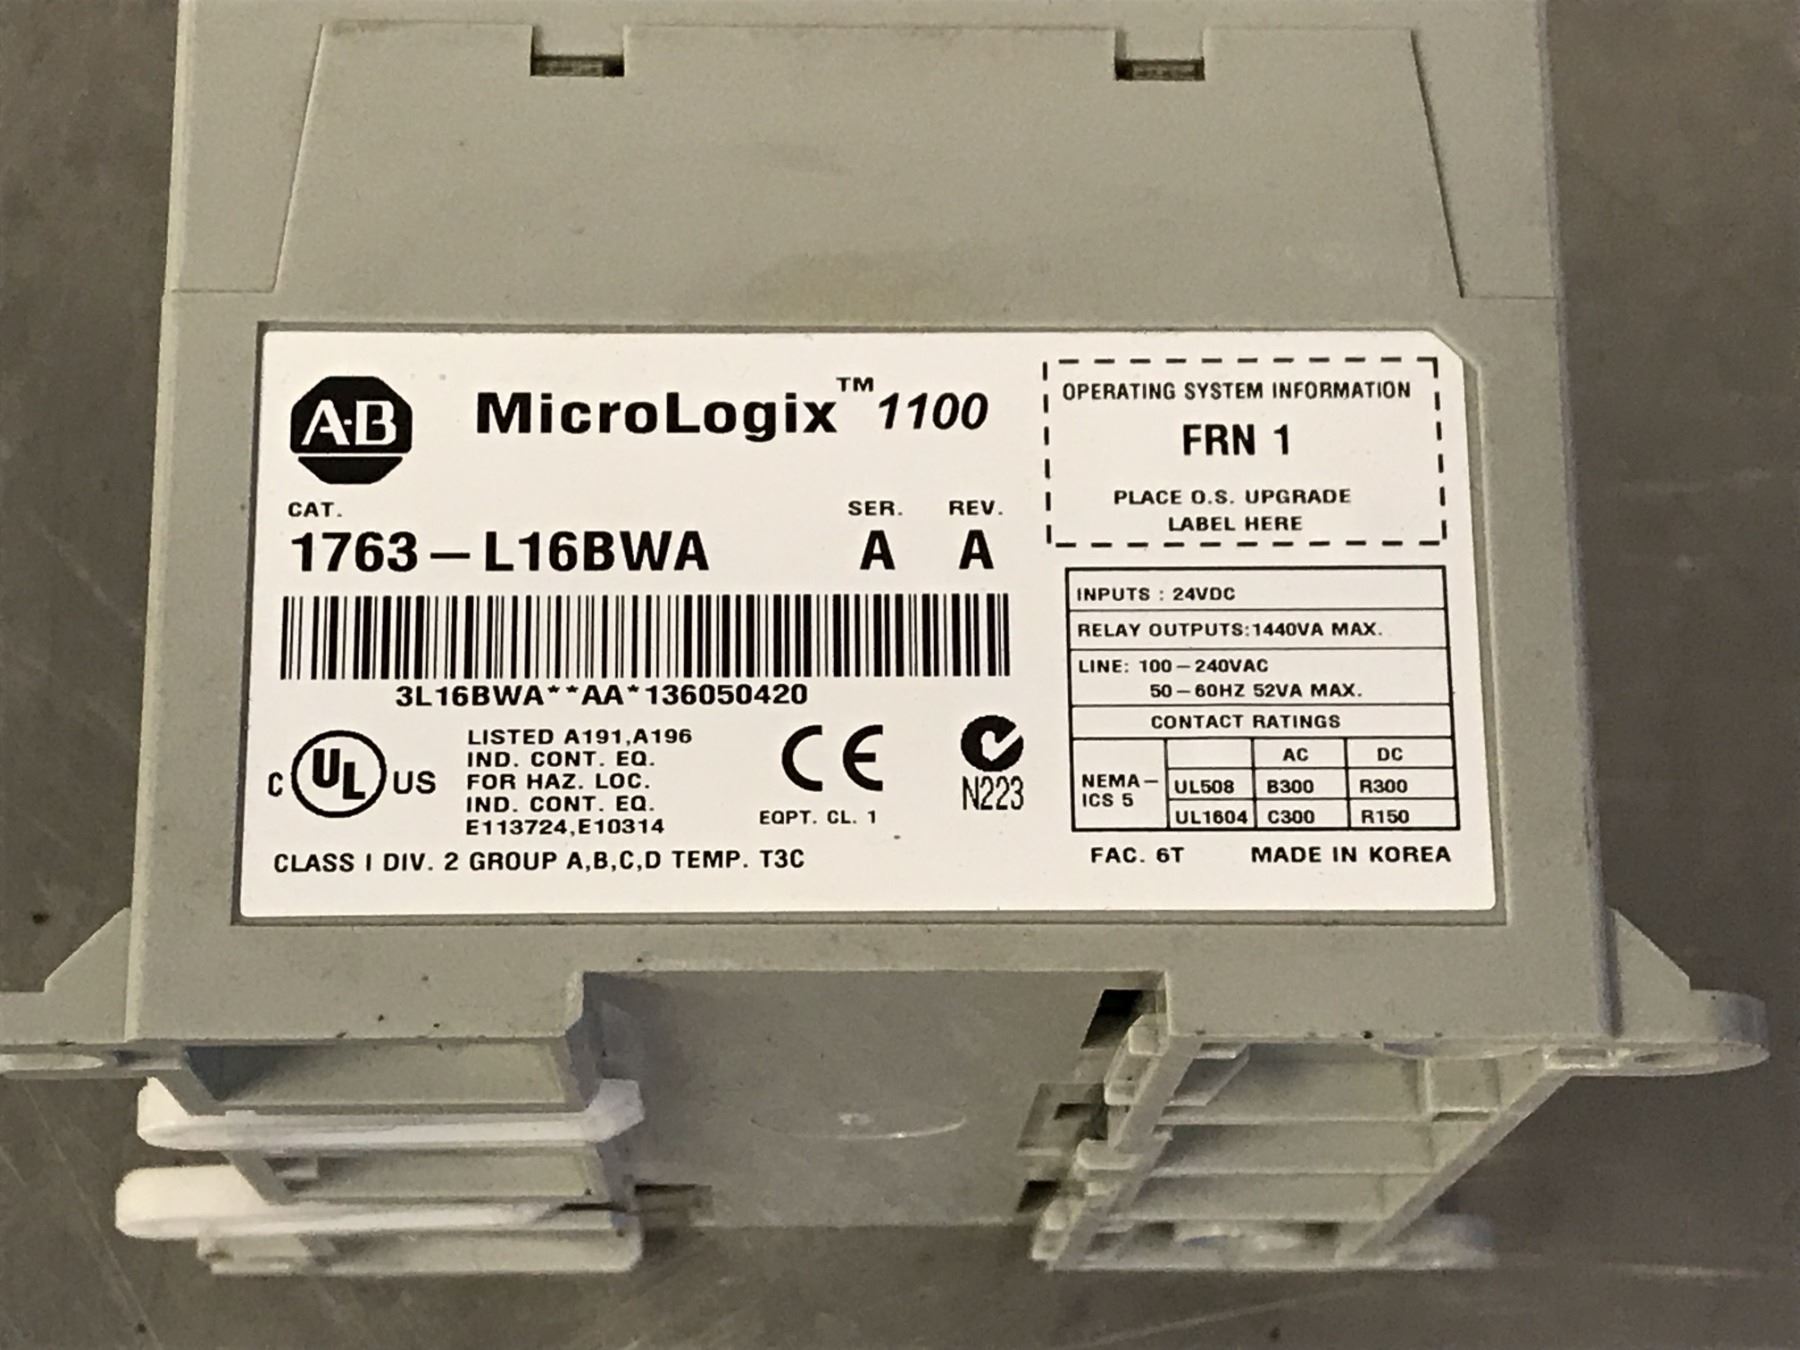 A-B
MicroLogix™ 1100
CAT.
SER. REV.
1763-L16BWA A A
3L16BWA**AA*136050420
C UL US
LISTED A191,A196
IND. CONT. EQ.
FOR HAZ. LOC.
IND. CONT. EQ.
E113724,E10314
CE
EQPT. CL. 1
N223
CLASS I DIV. 2 GROUP A,B,C,D TEMP. T3C
OPERATING SYSTEM INFORMATION
FRN 1
PLACE O.S. UPGRADE
LABEL HERE
INPUTS : 24VDC
RELAY OUTPUTS:1440VA MAX.
LINE: 100-240VAC
50-60HZ 52VA MAX.
CONTACT RATINGS
AC DC
NEMA-
ICS 5
UL508 B300 R300
UL1604 C300 R150
FAC. 6T MADE IN KOREA